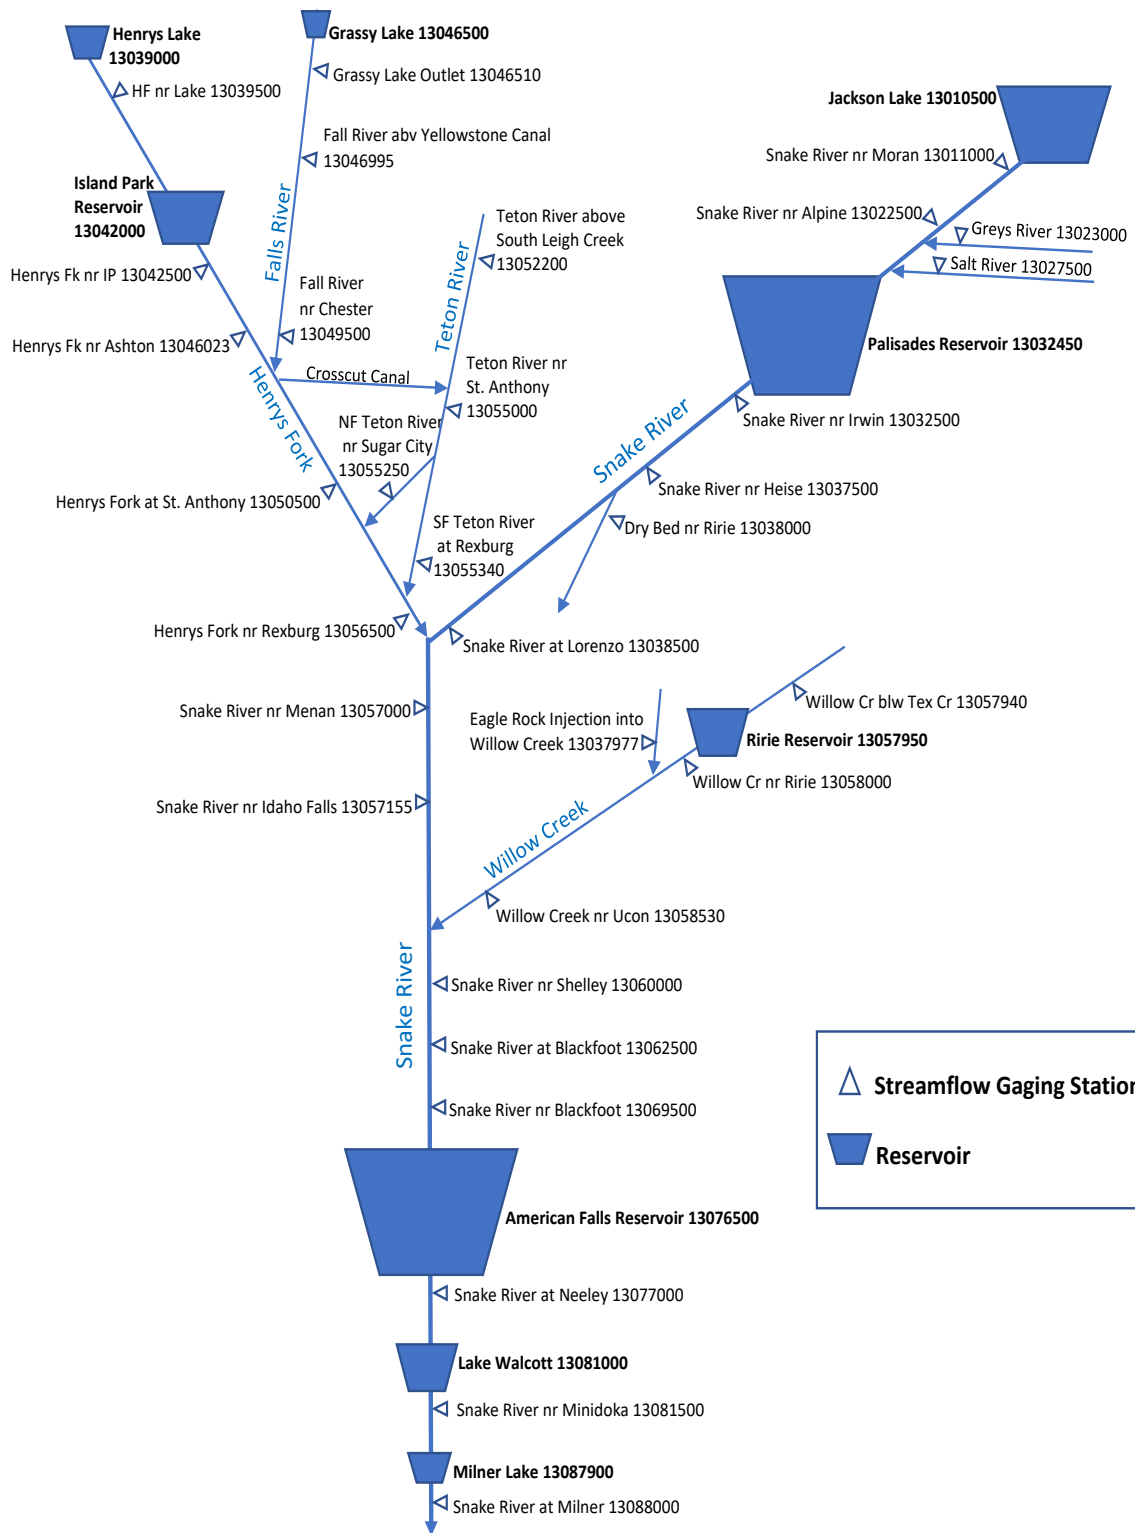 Henrys Lake
13039000
Grassy Lake 13046500
HF nr Lake 13039500
Grassy Lake Outlet 13046510
Jackson Lake 13010500
Fall River abv Yellowstone Canal
13046995
Snake River nr Moran 13011000
Island Park
Reservoir
13042000
Falls River
Teton River above
South Leigh Creek
13052200
Snake River nr Alpine 13022500
Greys River 13023000
Salt River 13027500
Henrys Fk nr IP 13042500
Fall River
nr Chester
13049500
Teton River
Henrys Fk nr Ashton 13046023
Palisades Reservoir 13032450
Crosscut Canal
Teton River nr
St. Anthony
13055000
Henrys Fork
NF Teton River
nr Sugar City
13055250
Snake River
Snake River nr Irwin 13032500
Henrys Fork at St. Anthony 13050500
Snake River nr Heise 13037500
SF Teton River
at Rexburg
13055340
Dry Bed nr Ririe 13038000
Henrys Fork nr Rexburg 13056500
Snake River at Lorenzo 13038500
Snake River nr Menan 13057000
Eagle Rock Injection into
Willow Creek 13037977
Willow Cr blw Tex Cr 13057940
Ririe Reservoir 13057950
Willow Cr nr Ririe 13058000
Snake River nr Idaho Falls 13057155
Willow Creek
Willow Creek nr Ucon 13058530
Snake River
Snake River nr Shelley 13060000
Snake River at Blackfoot 13062500
Snake River nr Blackfoot 13069500
Streamflow Gaging Station
Reservoir
American Falls Reservoir 13076500
Snake River at Neeley 13077000
Lake Walcott 13081000
Snake River nr Minidoka 13081500
Milner Lake 13087900
Snake River at Milner 13088000